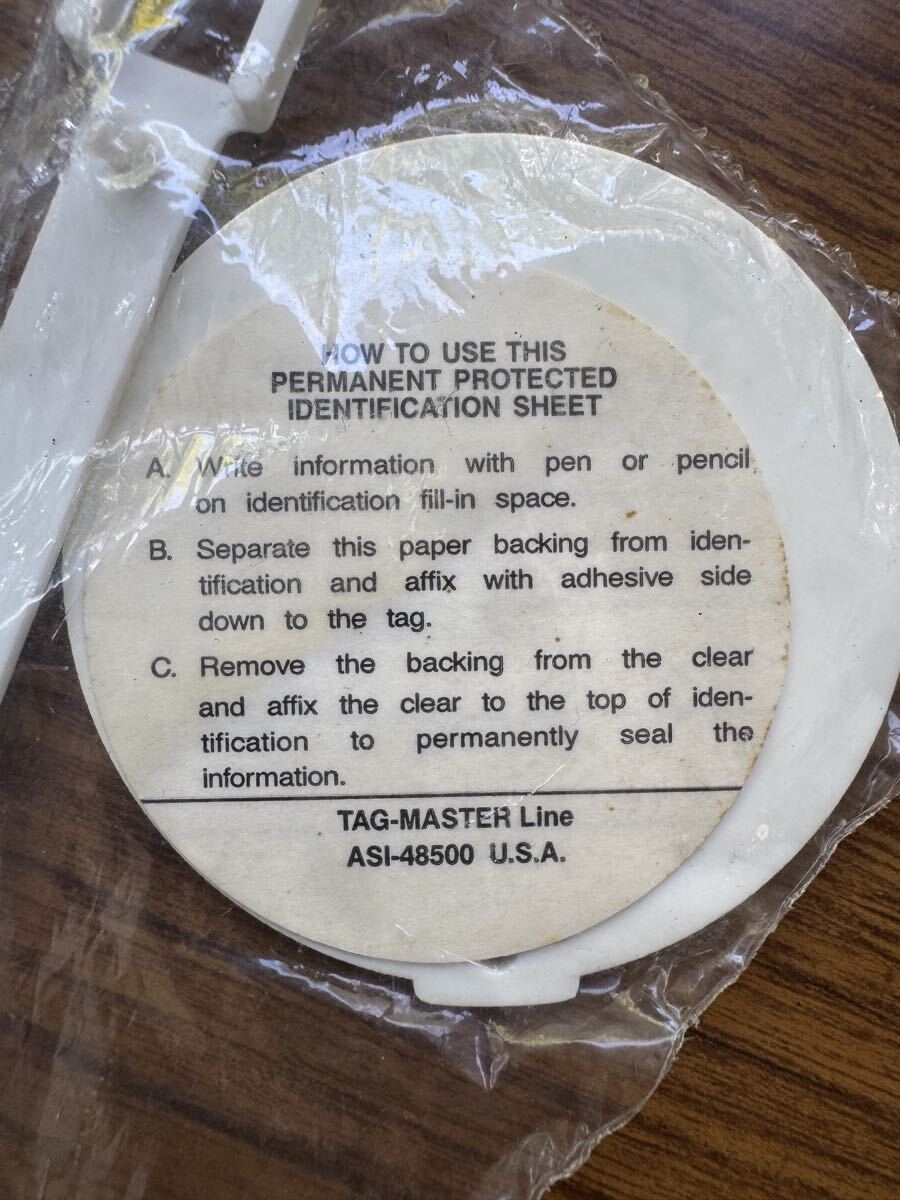 HOW TO USE THIS
PERMANENT PROTECTED
IDENTIFICATION SHEET
A. Write information with pen or pencil
on identification fill-in space.
B. Separate this paper backing from iden-
tification and affix with adhesive side
down to the tag.
C. Remove the backing from the clear
and affix the clear to the top of iden-
tification to permanently seal the
information.
TAG-MASTER Line
ASI-48500 U.S.A.